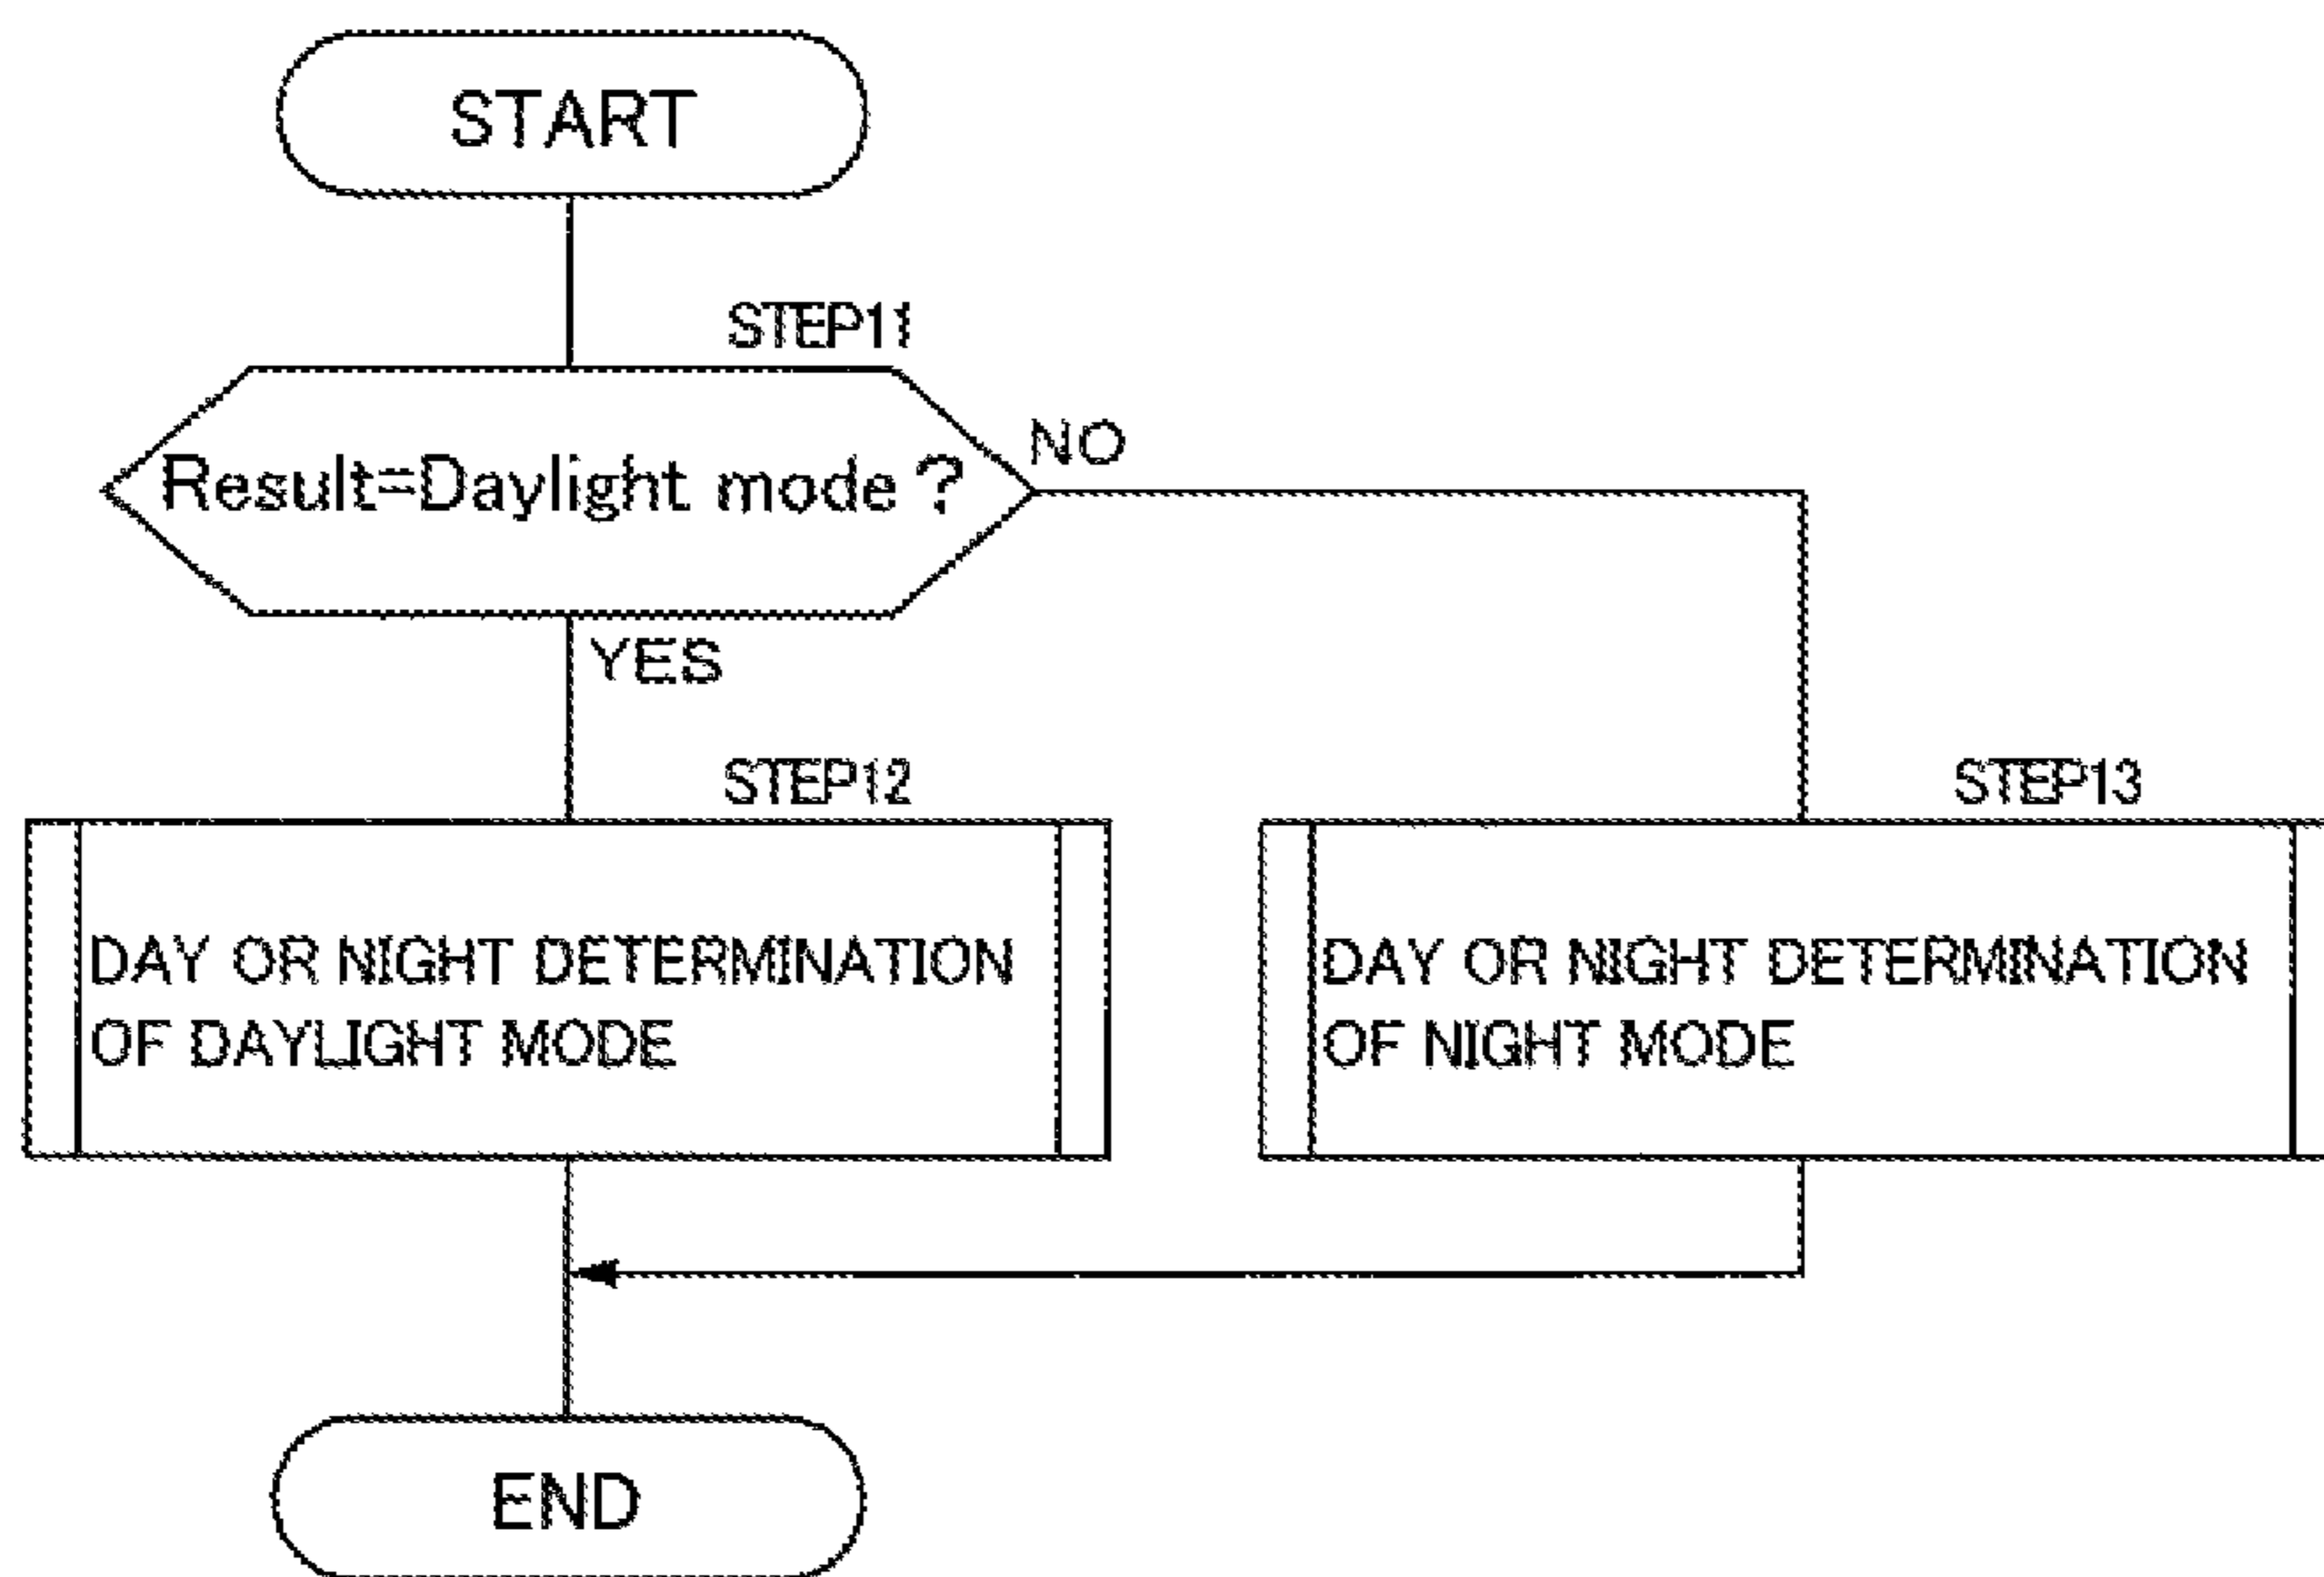 START
STEP11
Result=Daylight mode ?
NO
YES
STEP12
DAY OR NIGHT DETERMINATION
OF DAYLIGHT MODE
STEP13
DAY OR NIGHT DETERMINATION
OF NIGHT MODE
END